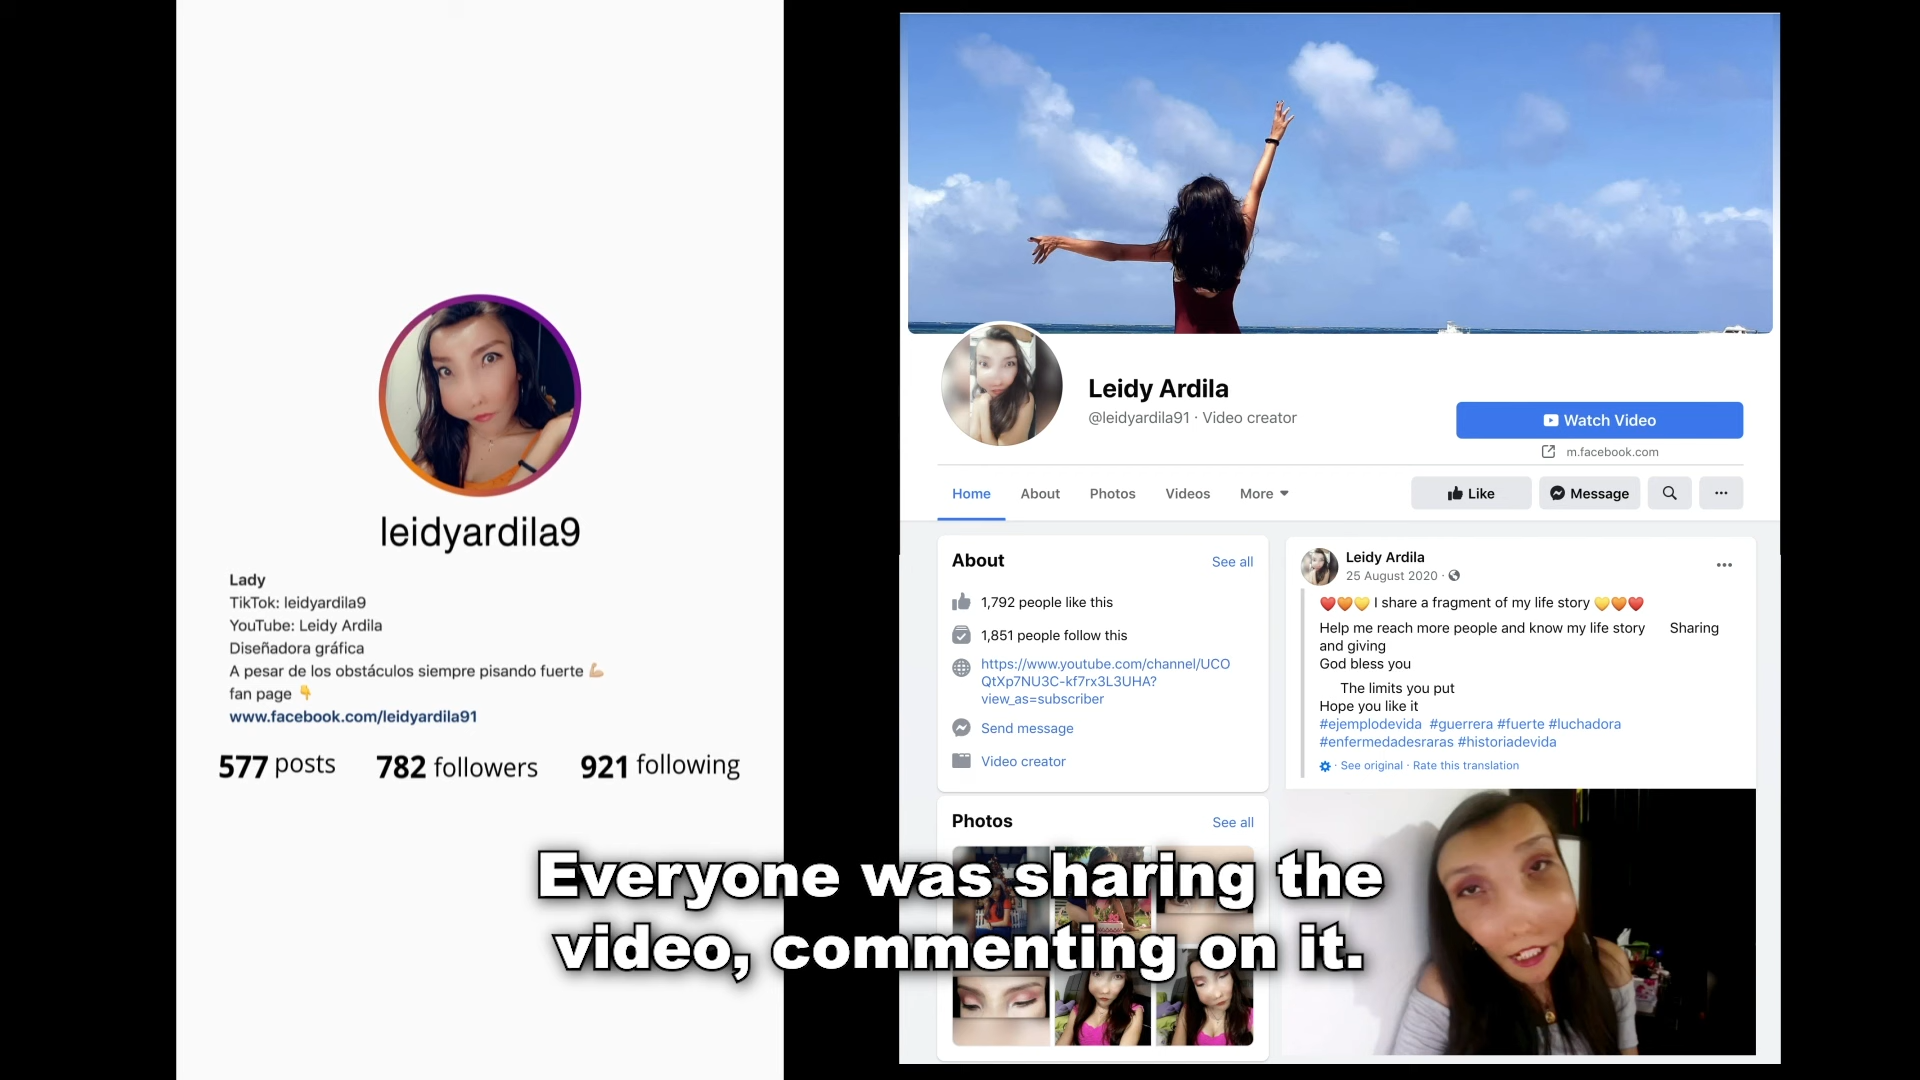 leidyardila9
Lady
TikTok: leidyardila9
YouTube: Leidy Ardila
Diseñadora gráfica
A pesar de los obstáculos siempre pisando fuerte 💪🏼
fan page 👇
www.facebook.com/leidyardila91
577 posts 782 followers 921 following
Leidy Ardila
@leidyardila91 · Video creator
Watch Video
m.facebook.com
Home About Photos Videos More
Like Message ...
About See all
1,792 people like this
1,851 people follow this
https://www.youtube.com/channel/UCO
QtXp7NU3C-kf7rx3L3UHA?
view_as=subscriber
Send message
Video creator
Photos See all
Leidy Ardila
25 August 2020 ·
❤️🧡💛 I share a fragment of my life story 💛🧡❤️
Help me reach more people and know my life story Sharing
and giving
God bless you
The limits you put
Hope you like it
#ejemplodevida #guerrera #fuerte #luchadora
#enfermedadesraras #historiadevida
· See original · Rate this translation
Everyone was sharing the
video, commenting on it.